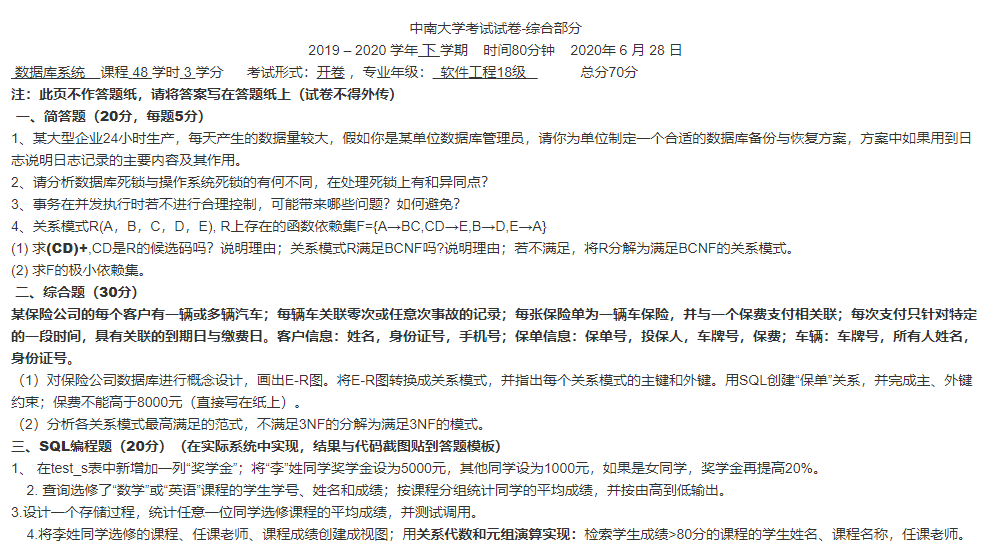 中南大学考试试卷-综合部分
2019 – 2020 学年 下 学期 时间80分钟 2020年 6 月 28 日
数据库系统 课程 48 学时 3 学分 考试形式：开卷 ，专业年级： 软件工程18级 总分70分
注：此页不作答题纸，请将答案写在答题纸上（试卷不得外传）
一、简答题（20分，每题5分）
1、某大型企业24小时生产，每天产生的数据量较大，假如你是某单位数据库管理员，请你为单位制定一个合适的数据库备份与恢复方案，方案中如果用到日
志说明日志记录的主要内容及其作用。
2、请分析数据库死锁与操作系统死锁的有何不同，在处理死锁上有和异同点？
3、事务在并发执行时若不进行合理控制，可能带来哪些问题？如何避免？
4、关系模式R(A，B，C，D，E), R上存在的函数依赖集F={A→BC,CD→E,B→D,E→A}
(1) 求(CD)+,CD是R的候选码吗？说明理由；关系模式R满足BCNF吗?说明理由；若不满足，将R分解为满足BCNF的关系模式。
(2) 求F的极小依赖集。
二、综合题（30分）
某保险公司的每个客户有一辆或多辆汽车；每辆车关联零次或任意次事故的记录；每张保险单为一辆车保险，并与一个保费支付相关联；每次支付只针对特定
的一段时间，具有关联的到期日与缴费日。客户信息：姓名，身份证号，手机号；保单信息：保单号，投保人，车牌号，保费；车辆：车牌号，所有人姓名，
身份证号。
（1）对保险公司数据库进行概念设计，画出E-R图。将E-R图转换成关系模式，并指出每个关系模式的主键和外键。用SQL创建“保单”关系，并完成主、外键
约束；保费不能高于8000元（直接写在纸上）。
（2）分析各关系模式最高满足的范式，不满足3NF的分解为满足3NF的模式。
三、SQL编程题（20分）（在实际系统中实现，结果与代码截图贴到答题模板）
1、 在test_s表中新增加一列“奖学金”；将“李”姓同学奖学金设为5000元，其他同学设为1000元，如果是女同学，奖学金再提高20%。
2. 查询选修了“数学”或“英语”课程的学生学号、姓名和成绩；按课程分组统计同学的平均成绩，并按由高到低输出。
3.设计一个存储过程，统计任意一位同学选修课程的平均成绩，并测试调用。
4.将李姓同学选修的课程、任课老师、课程成绩创建成视图；用关系代数和元组演算实现：检索学生成绩>80分的课程的学生姓名、课程名称，任课老师。